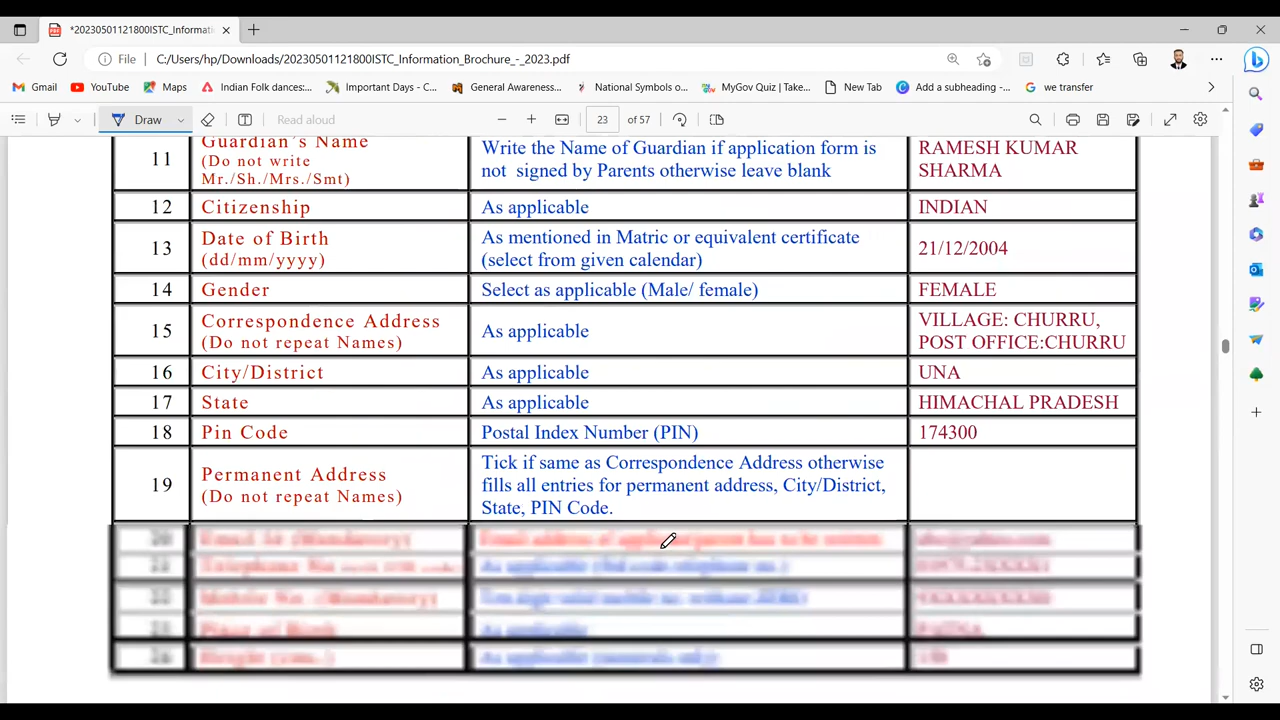 *20230501121800ISTC_Informati
File C:/Users/hp/Downloads/20230501121800ISTC_Information_Brochure_-_2023.pdf
Gmail YouTube Maps Indian Folk dances:... Important Days - C... General Awareness... National Symbols o... MyGov Quiz | Take... New Tab Add a subheading -... we transfer
Draw Read aloud 23 of 57
11 Guardian's Name Write the Name of Guardian if application form is RAMESH KUMAR
(Do not write not signed by Parents otherwise leave blank SHARMA
Mr./Sh./Mrs./Smt)
12 Citizenship As applicable INDIAN
13 Date of Birth As mentioned in Matric or equivalent certificate 21/12/2004
(dd/mm/yyyy) (select from given calendar)
14 Gender Select as applicable (Male/ female) FEMALE
15 Correspondence Address As applicable VILLAGE: CHURRU,
(Do not repeat Names) POST OFFICE:CHURRU
16 City/District As applicable UNA
17 State As applicable HIMACHAL PRADESH
18 Pin Code Postal Index Number (PIN) 174300
19 Permanent Address Tick if same as Correspondence Address otherwise
(Do not repeat Names) fills all entries for permanent address, City/District,
State, PIN Code.